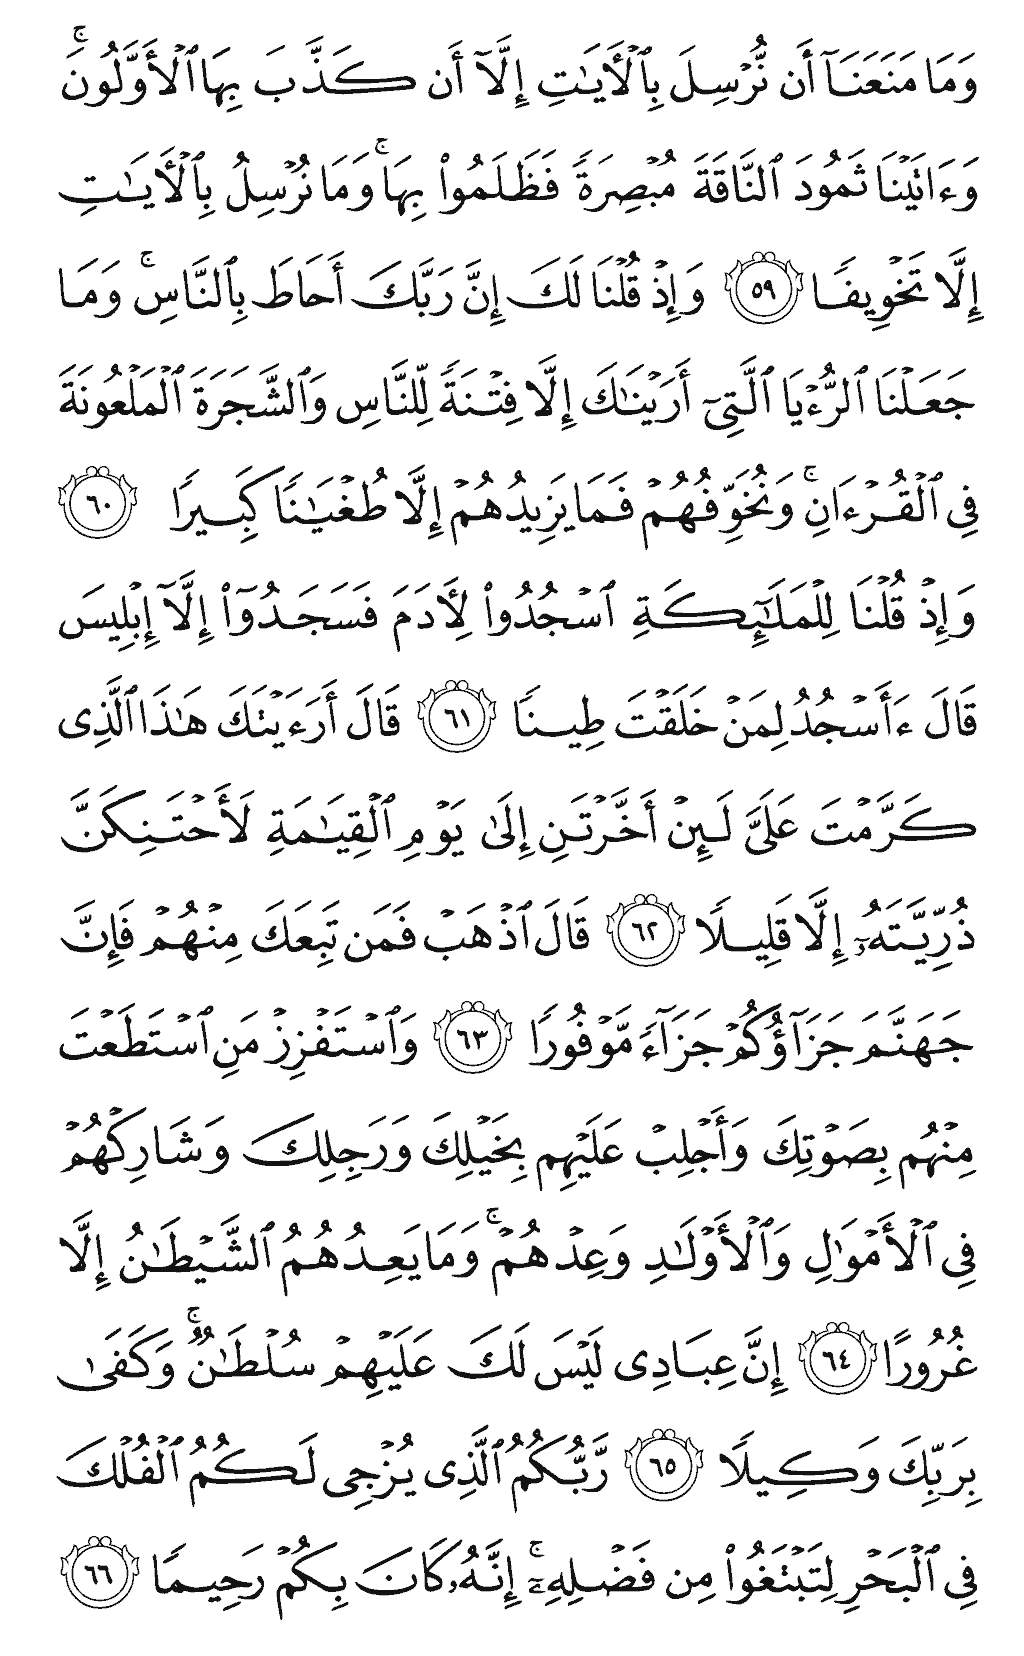 وَمَا مَنَعَنَآ أَن نُّرْسِلَ بِٱلْأَيَٰتِ إِلَّآ أَن كَذَّبَ بِهَا ٱلْأَوَّلُونَ ۚ
وَءَاتَيْنَا ثَمُودَ ٱلنَّاقَةَ مُبْصِرَةً فَظَلَمُوا۟ بِهَا ۚ وَمَا نُرْسِلُ بِٱلْأَيَٰتِ
إِلَّا تَخْوِيفًا ٥٩ وَإِذْ قُلْنَا لَكَ إِنَّ رَبَّكَ أَحَاطَ بِٱلنَّاسِ ۚ وَمَا
جَعَلْنَا ٱلرُّءْيَا ٱلَّتِىٓ أَرَيْنَٰكَ إِلَّا فِتْنَةً لِّلنَّاسِ وَٱلشَّجَرَةَ ٱلْمَلْعُونَةَ
فِى ٱلْقُرْءَانِ ۚ وَنُخَوِّفُهُمْ فَمَا يَزِيدُهُمْ إِلَّا طُغْيَٰنًا كَبِيرًا ٦٠
وَإِذْ قُلْنَا لِلْمَلَٰٓئِكَةِ ٱسْجُدُوا۟ لِأَدَمَ فَسَجَدُوٓا۟ إِلَّآ إِبْلِيسَ
قَالَ ءَأَسْجُدُ لِمَنْ خَلَقْتَ طِينًا ٦١ قَالَ أَرَءَيْتَكَ هَٰذَا ٱلَّذِى
كَرَّمْتَ عَلَىَّ لَئِنْ أَخَّرْتَنِ إِلَىٰ يَوْمِ ٱلْقِيَٰمَةِ لَأَحْتَنِكَنَّ
ذُرِّيَّتَهُۥٓ إِلَّا قَلِيلًا ٦٢ قَالَ ٱذْهَبْ فَمَن تَبِعَكَ مِنْهُمْ فَإِنَّ
جَهَنَّمَ جَزَآؤُكُمْ جَزَآءً مَّوْفُورًا ٦٣ وَٱسْتَفْزِزْ مَنِ ٱسْتَطَعْتَ
مِنْهُم بِصَوْتِكَ وَأَجْلِبْ عَلَيْهِم بِخَيْلِكَ وَرَجِلِكَ وَشَارِكْهُمْ
فِى ٱلْأَمْوَٰلِ وَٱلْأَوْلَٰدِ وَعِدْهُمْ ۚ وَمَا يَعِدُهُمُ ٱلشَّيْطَٰنُ إِلَّا
غُرُورًا ٦٤ إِنَّ عِبَادِى لَيْسَ لَكَ عَلَيْهِمْ سُلْطَٰنٌ ۚ وَكَفَىٰ
بِرَبِّكَ وَكِيلًا ٦٥ رَّبُّكُمُ ٱلَّذِى يُزْجِى لَكُمُ ٱلْفُلْكَ
فِى ٱلْبَحْرِ لِتَبْتَغُوا۟ مِن فَضْلِهِۦٓ ۚ إِنَّهُۥ كَانَ بِكُمْ رَحِيمًا ٦٦